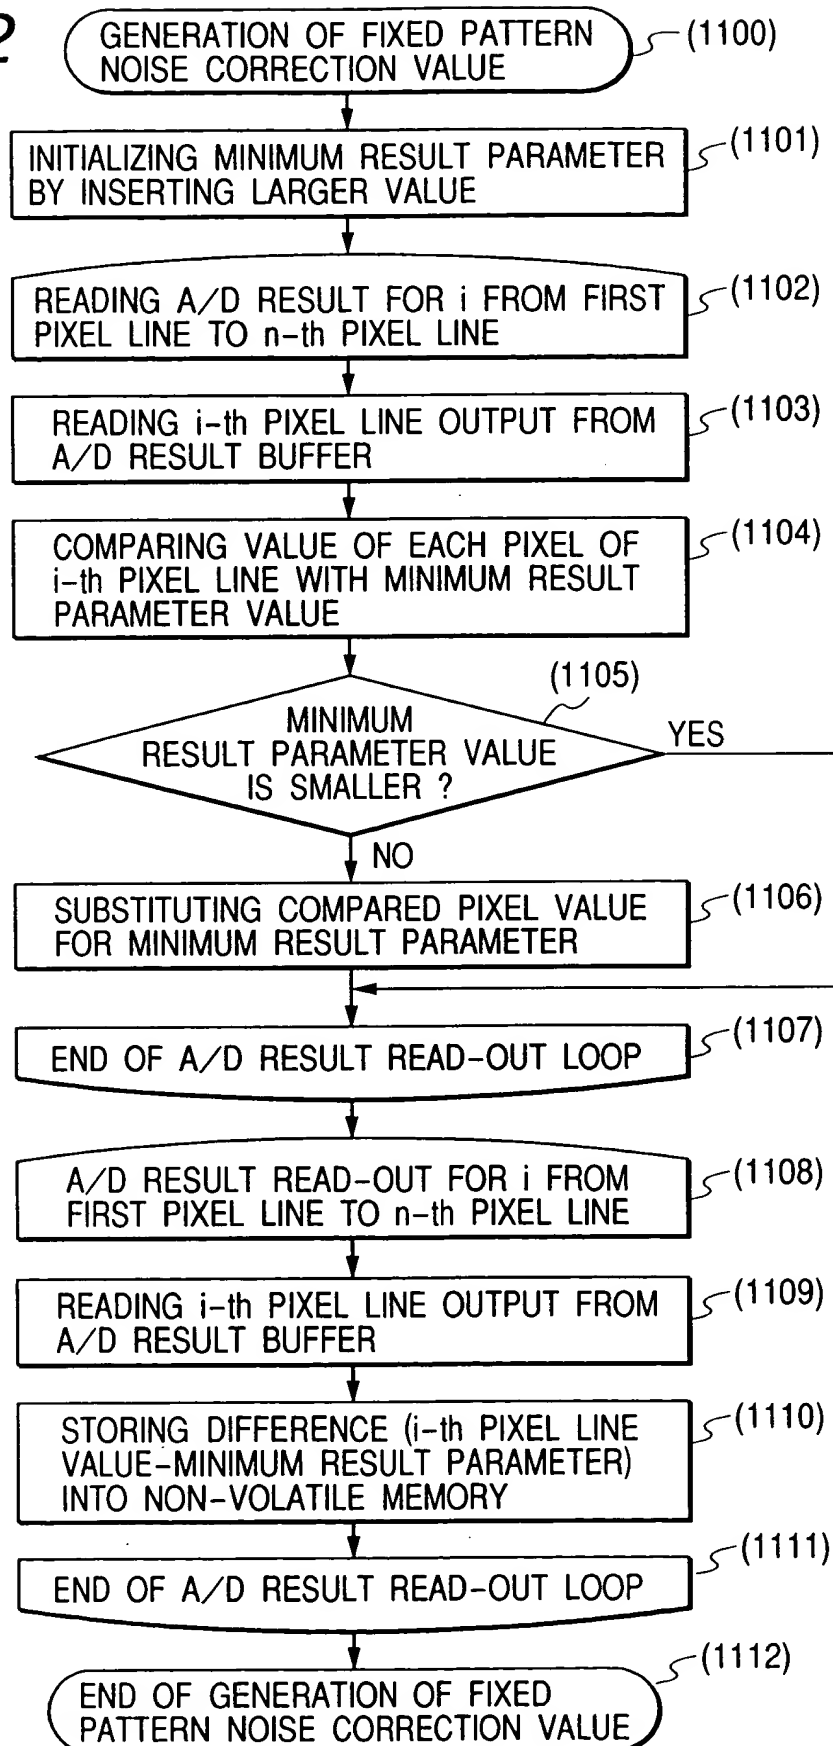 2
GENERATION OF FIXED PATTERN
NOISE CORRECTION VALUE
(1100)
INITIALIZING MINIMUM RESULT PARAMETER
BY INSERTING LARGER VALUE
(1101)
READING A/D RESULT FOR i FROM FIRST
PIXEL LINE TO n-th PIXEL LINE
(1102)
READING i-th PIXEL LINE OUTPUT FROM
A/D RESULT BUFFER
(1103)
COMPARING VALUE OF EACH PIXEL OF
i-th PIXEL LINE WITH MINIMUM RESULT
PARAMETER VALUE
(1104)
(1105)
MINIMUM
RESULT PARAMETER VALUE
IS SMALLER ?
YES
NO
SUBSTITUTING COMPARED PIXEL VALUE
FOR MINIMUM RESULT PARAMETER
(1106)
END OF A/D RESULT READ-OUT LOOP
(1107)
A/D RESULT READ-OUT FOR i FROM
FIRST PIXEL LINE TO n-th PIXEL LINE
(1108)
READING i-th PIXEL LINE OUTPUT FROM
A/D RESULT BUFFER
(1109)
STORING DIFFERENCE (i-th PIXEL LINE
VALUE-MINIMUM RESULT PARAMETER)
INTO NON-VOLATILE MEMORY
(1110)
END OF A/D RESULT READ-OUT LOOP
(1111)
END OF GENERATION OF FIXED
PATTERN NOISE CORRECTION VALUE
(1112)